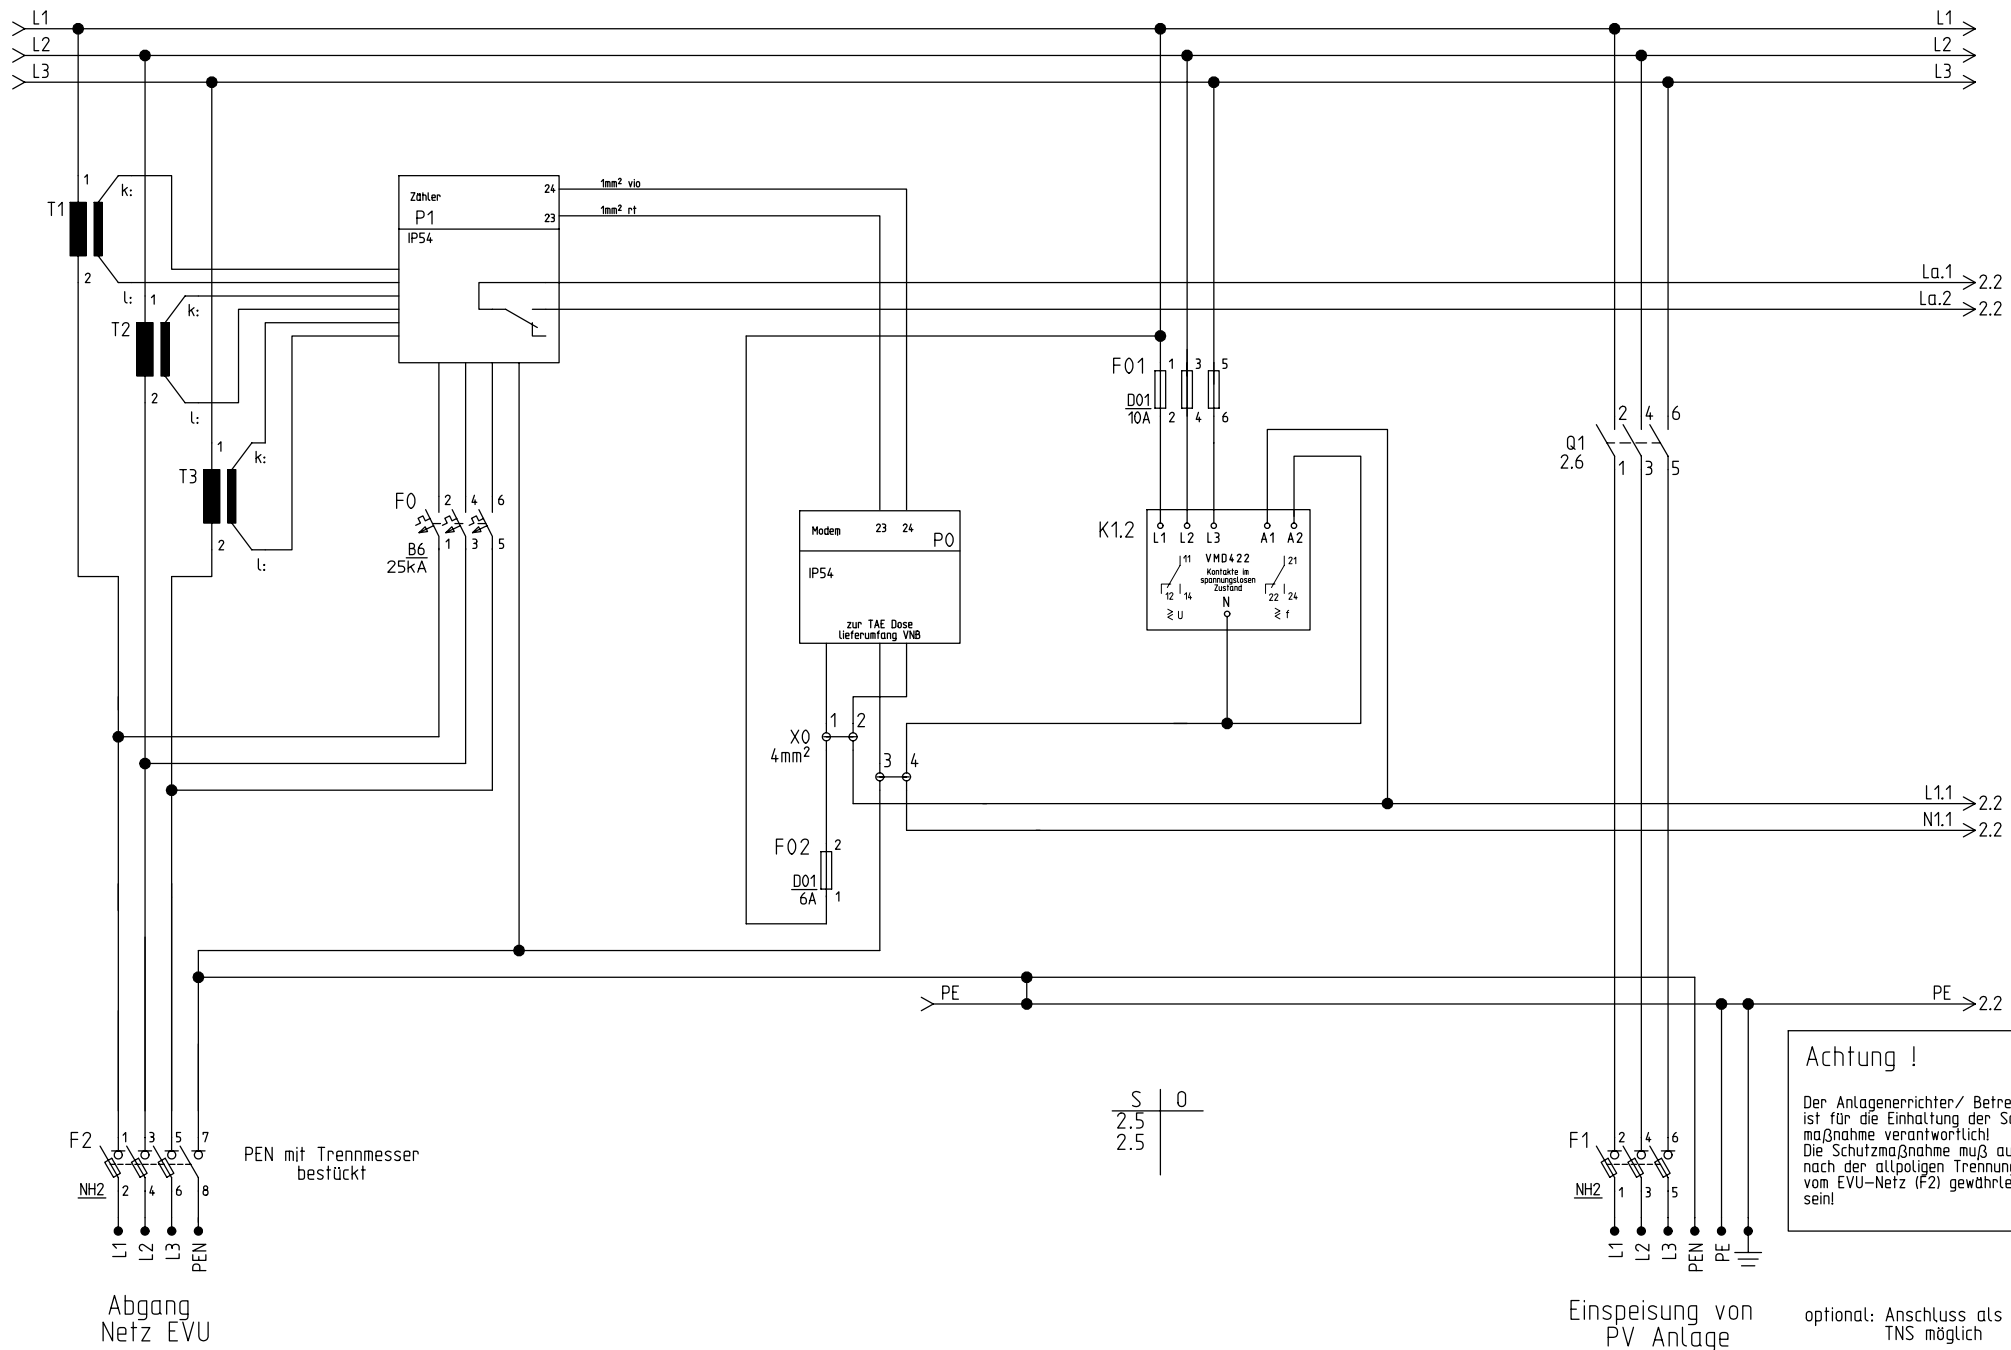 L1 L1
L2 L2
L3 L3
1 k: Zähler 24 1mm² vio
T1 P1 23 1mm² rt
IP54
2 La.1 2.2
l: 1 k: La.2 2.2
T2
F01 1 3 5
2 D01 2 4 6
l: 10A
1 2 4 6
k: Q1
T3 2.6 1 3 5
F0 2 4 6
Modem 23 24 P0
K1.2 L1 L2 L3 A1 A2
2 B6 1 3 5
25kA
l: IP54
VMD422
11 Kontakte im 21
spannungslosen
Zustand
12 14 N 22 24
≷ U ≷ f
zur TAE Dose
lieferumfang VNB
1 2
X0
4mm²
3 4
L1.1 2.2
N1.1 2.2
F02 2
D01
6A 1
PE PE 2.2
Achtung !
S 0
2.5
2.5
Der Anlagenerrichter/
ist für die Einhaltung der
maßnahme verantwortlich!
Die Schutzmaßnahme muß
nach der allpoligen
vom EVU-Netz (F2)
sein!
F2 1 3 5 7
PEN mit Trennmesser
bestückt
NH2 2 4 6 8
F1 2 4 6
NH2 1 3 5
L1 L2 L3 PEN
L1 L2 L3 PEN PE
Abgang
Netz EVU
Einspeisung von
PV Anlage
optional: Anschluss als
TNS möglich